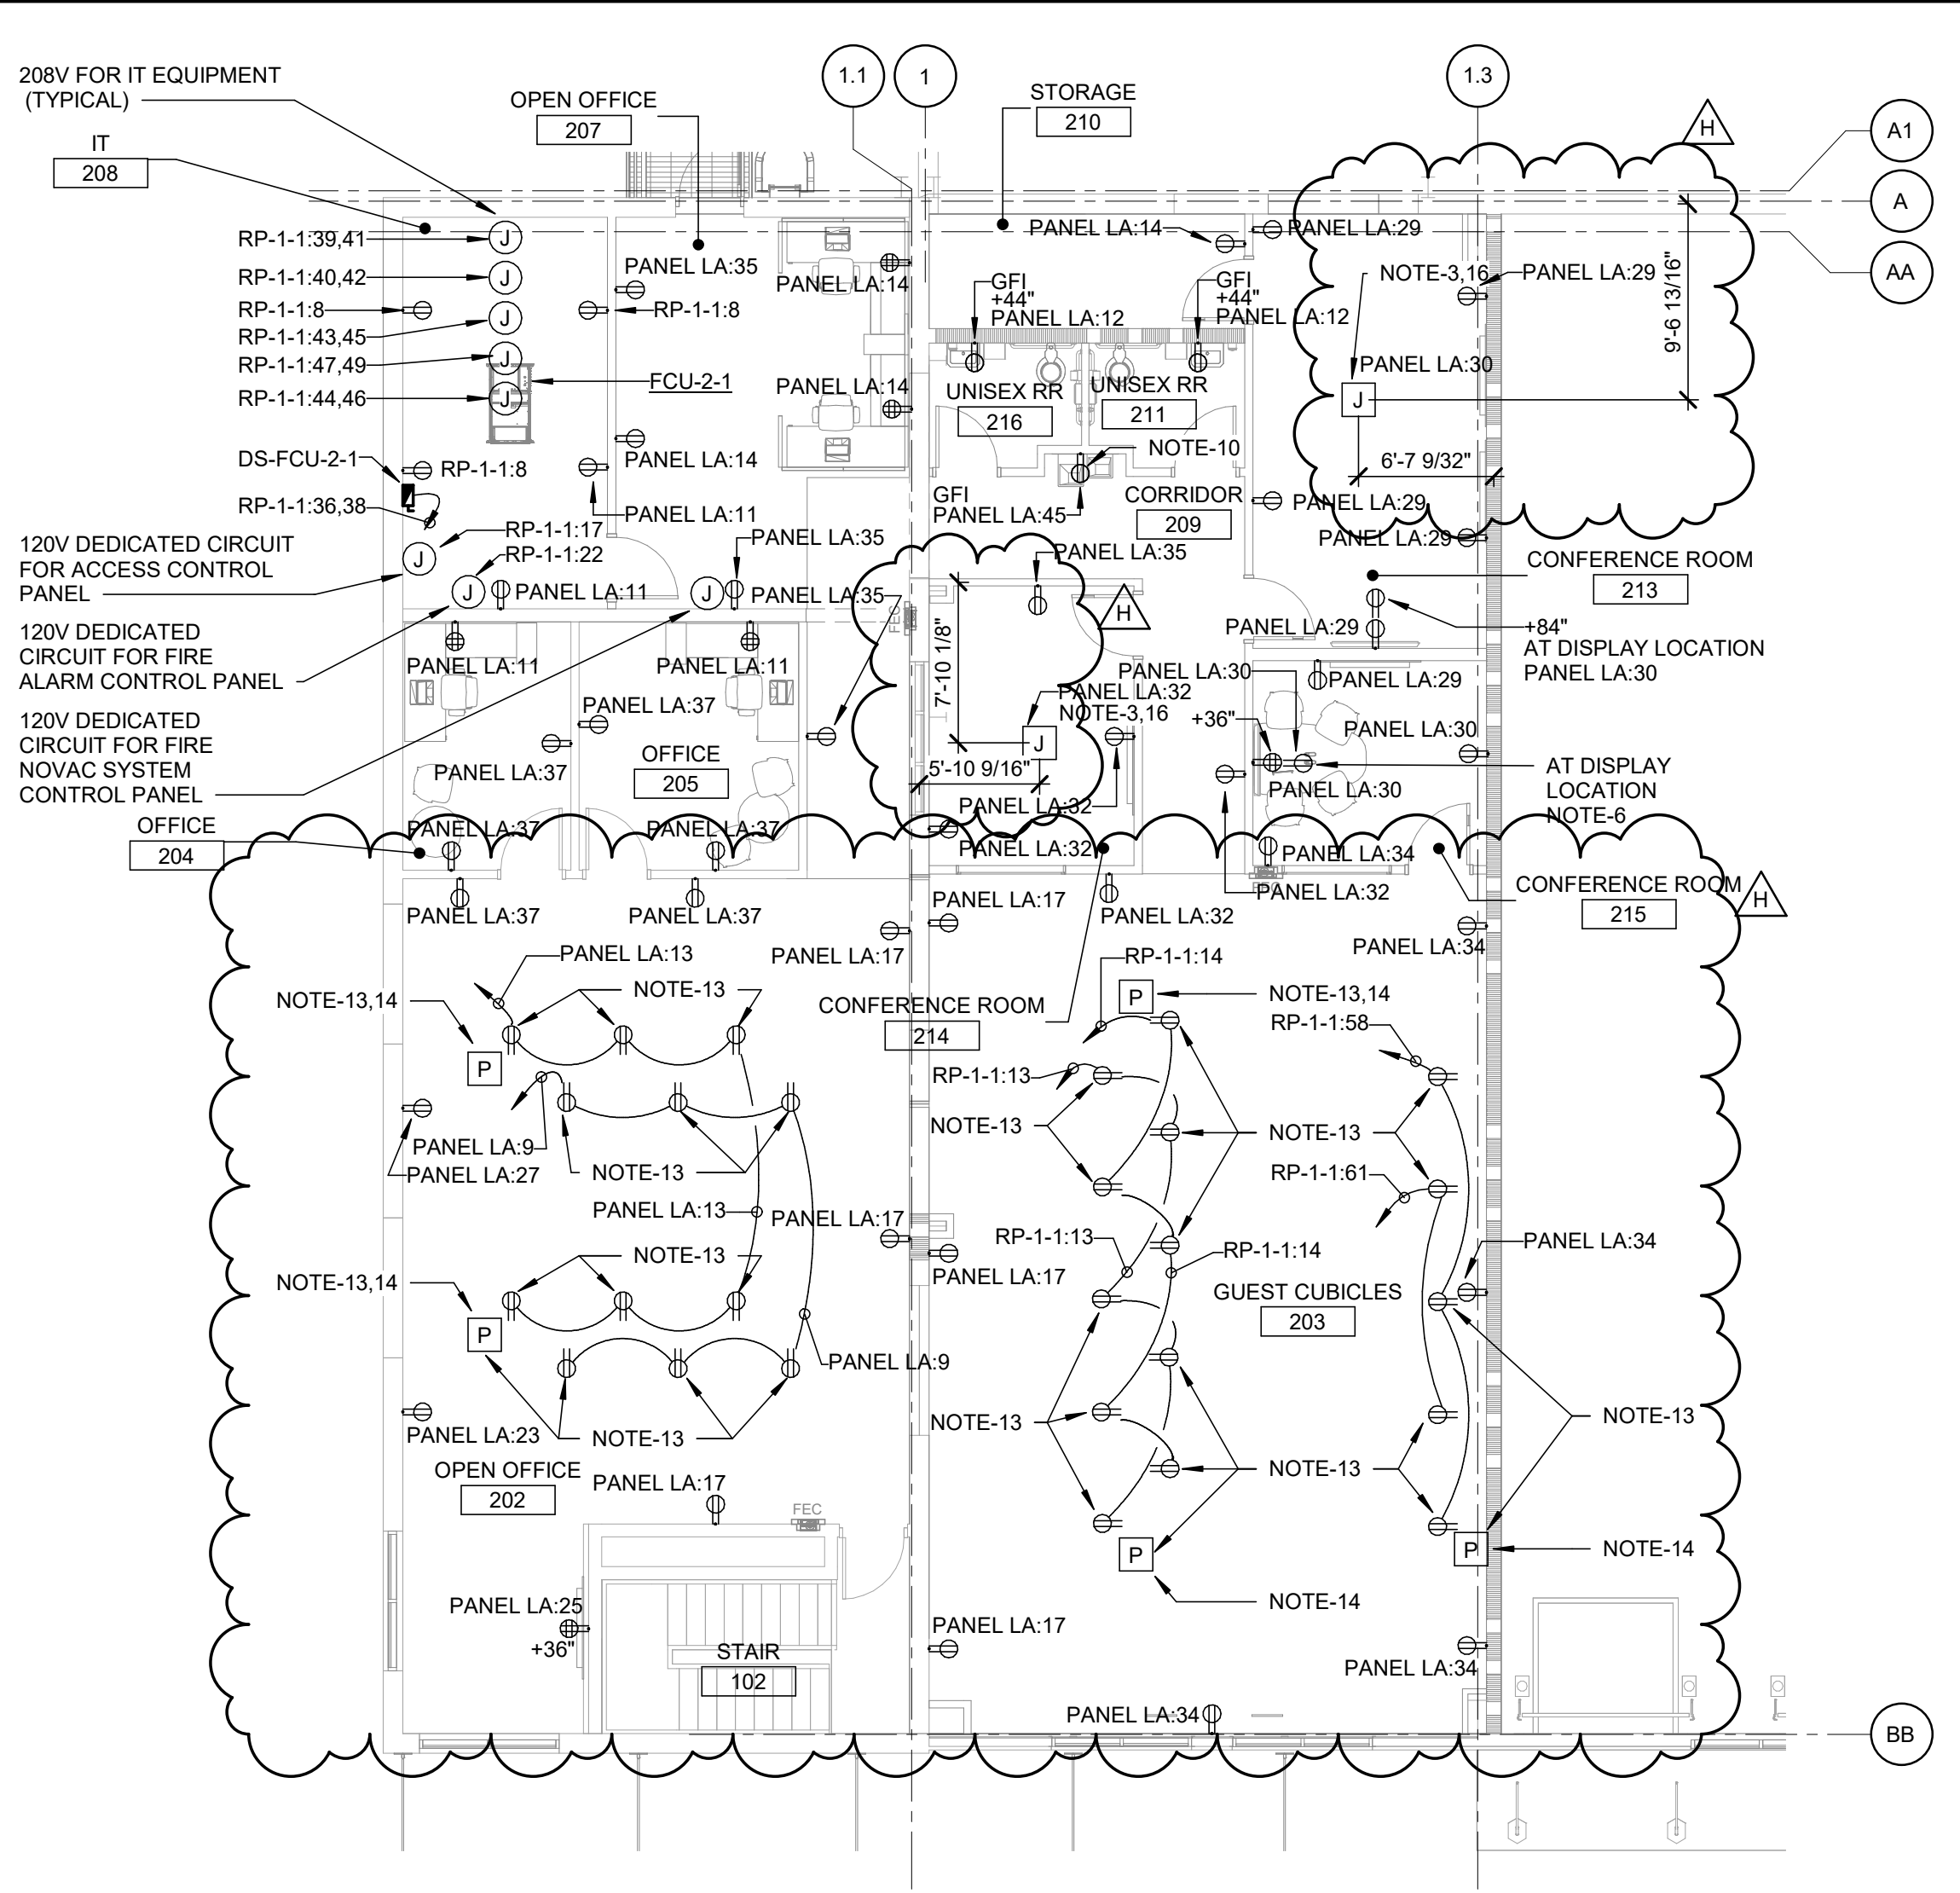 1.1
1
1.3
208V FOR IT EQUIPMENT
(TYPICAL)
OPEN OFFICE
207
STORAGE
210
H
A1
IT
208
A
PANEL LA:14
PANEL LA:29
RP-1-1:39,41
J
PANEL LA:35
AA
RP-1-1:40,42
J
PANEL LA:14
GFI
+44"
PANEL LA:12
GFI
+44"
PANEL LA:12
NOTE-3,16
PANEL LA:29
9'-6 13/16"
RP-1-1:8
RP-1-1:8
RP-1-1:43,45
J
RP-1-1:47,49
J
PANEL LA:30
RP-1-1:44,46
J
FCU-2-1
PANEL LA:14
UNISEX RR
216
UNISEX RR
211
J
DS-FCU-2-1
RP-1-1:8
PANEL LA:14
NOTE-10
6'-7 9/32"
RP-1-1:36,38
PANEL LA:11
GFI
PANEL LA:45
CORRIDOR
209
PANEL LA:29
RP-1-1:17
PANEL LA:35
PANEL LA:29
120V DEDICATED CIRCUIT
FOR ACCESS CONTROL
PANEL
J
RP-1-1:22
PANEL LA:35
CONFERENCE ROOM
213
J
PANEL LA:11
J
PANEL LA:35
FEC
H
120V DEDICATED
CIRCUIT FOR FIRE
ALARM CONTROL PANEL
PANEL LA:29
+84"
AT DISPLAY LOCATION
PANEL LA:30
PANEL LA:11
PANEL LA:11
7'-10 1/8"
PANEL LA:30
PANEL LA:29
120V DEDICATED
CIRCUIT FOR FIRE
NOVAC SYSTEM
CONTROL PANEL
PANEL LA:37
PANEL LA:32
NOTE-3,16
+36"
PANEL LA:30
J
OFFICE
205
PANEL LA:37
5'-10 9/16"
PANEL LA:30
AT DISPLAY
LOCATION
NOTE-6
PANEL LA:32
OFFICE
204
PANEL LA:37
PANEL LA:37
PANEL LA:32
PANEL LA:34
FEC
PANEL LA:32
CONFERENCE ROOM
215
H
PANEL LA:37
PANEL LA:37
PANEL LA:17
PANEL LA:32
PANEL LA:34
PANEL LA:13
PANEL LA:17
RP-1-1:14
NOTE-13,14
NOTE-13
CONFERENCE ROOM
214
P
NOTE-13,14
RP-1-1:58
P
RP-1-1:13
NOTE-13
NOTE-13
PANEL LA:9
PANEL LA:27
NOTE-13
RP-1-1:61
PANEL LA:13
PANEL LA:17
RP-1-1:13
RP-1-1:14
PANEL LA:34
NOTE-13,14
NOTE-13
PANEL LA:17
GUEST CUBICLES
203
P
PANEL LA:9
PANEL LA:23
NOTE-13
NOTE-13
NOTE-13
OPEN OFFICE
202
PANEL LA:17
NOTE-13
FEC
P
P
NOTE-14
NOTE-14
PANEL LA:25
+36"
PANEL LA:17
STAIR
102
PANEL LA:34
PANEL LA:34
BB